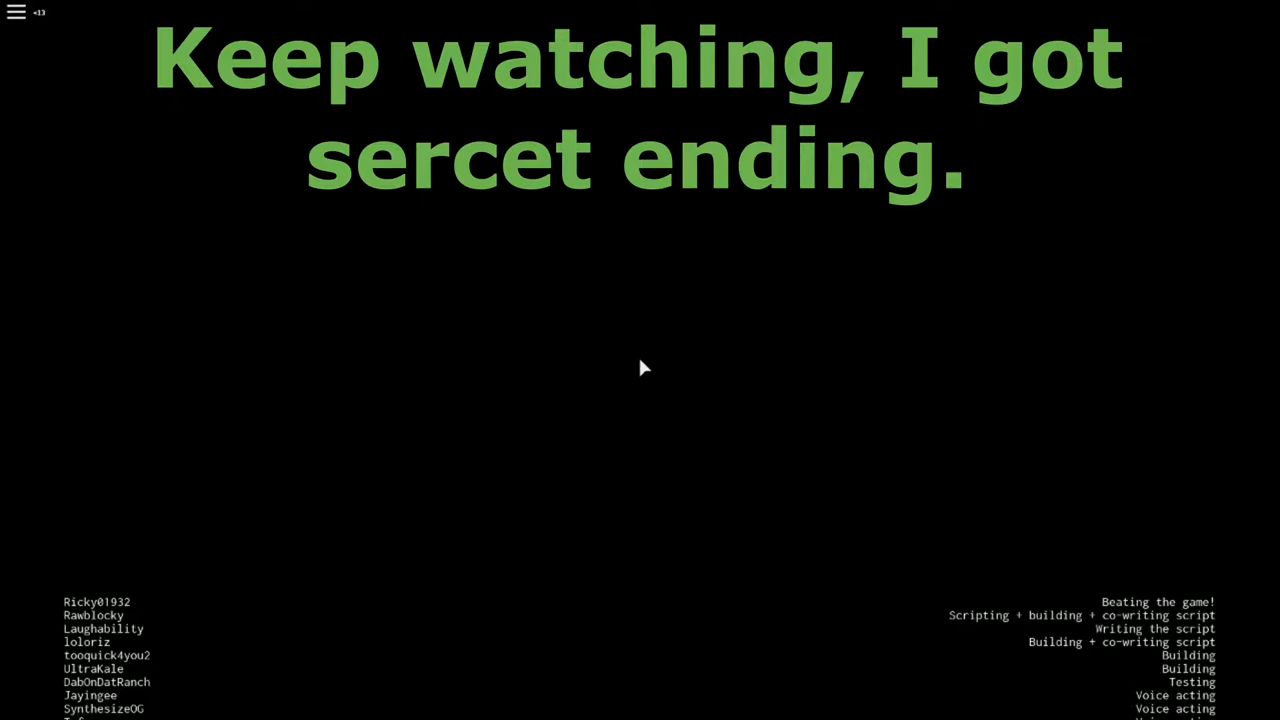 <13
Keep watching, I got
sercet ending.
Ricky01932 Beating the game!
Rawblocky Scripting + building + co-writing script
Laughability Writing the script
loloriz Building + co-writing script
tooquick4you2 Building
UltraKale Building
DabOnDatRanch Testing
Jayingee Voice acting
SynthesizeOG Voice acting